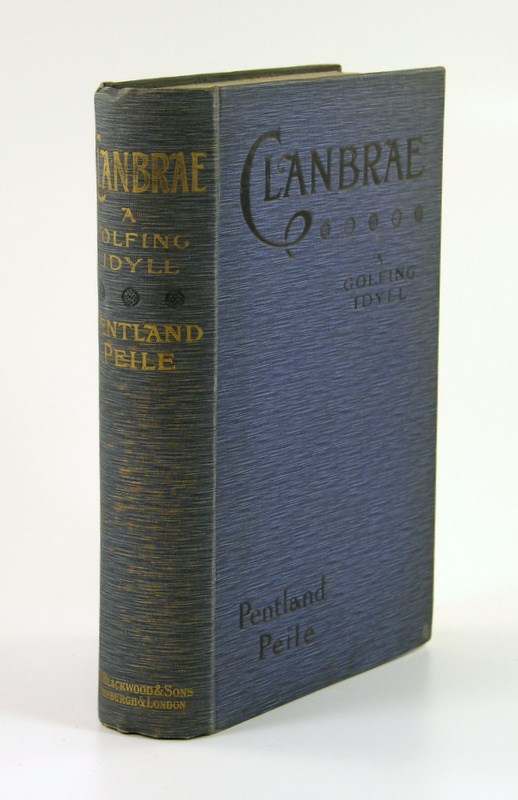 CLANBRAE
A
GOLFING
IDYLL
PENTLAND
PEILE
BLACKWOOD & SONS
EDINBURGH & LONDON
CLANBRAE
A
GOLFING
IDYLL
Pentland
Peile